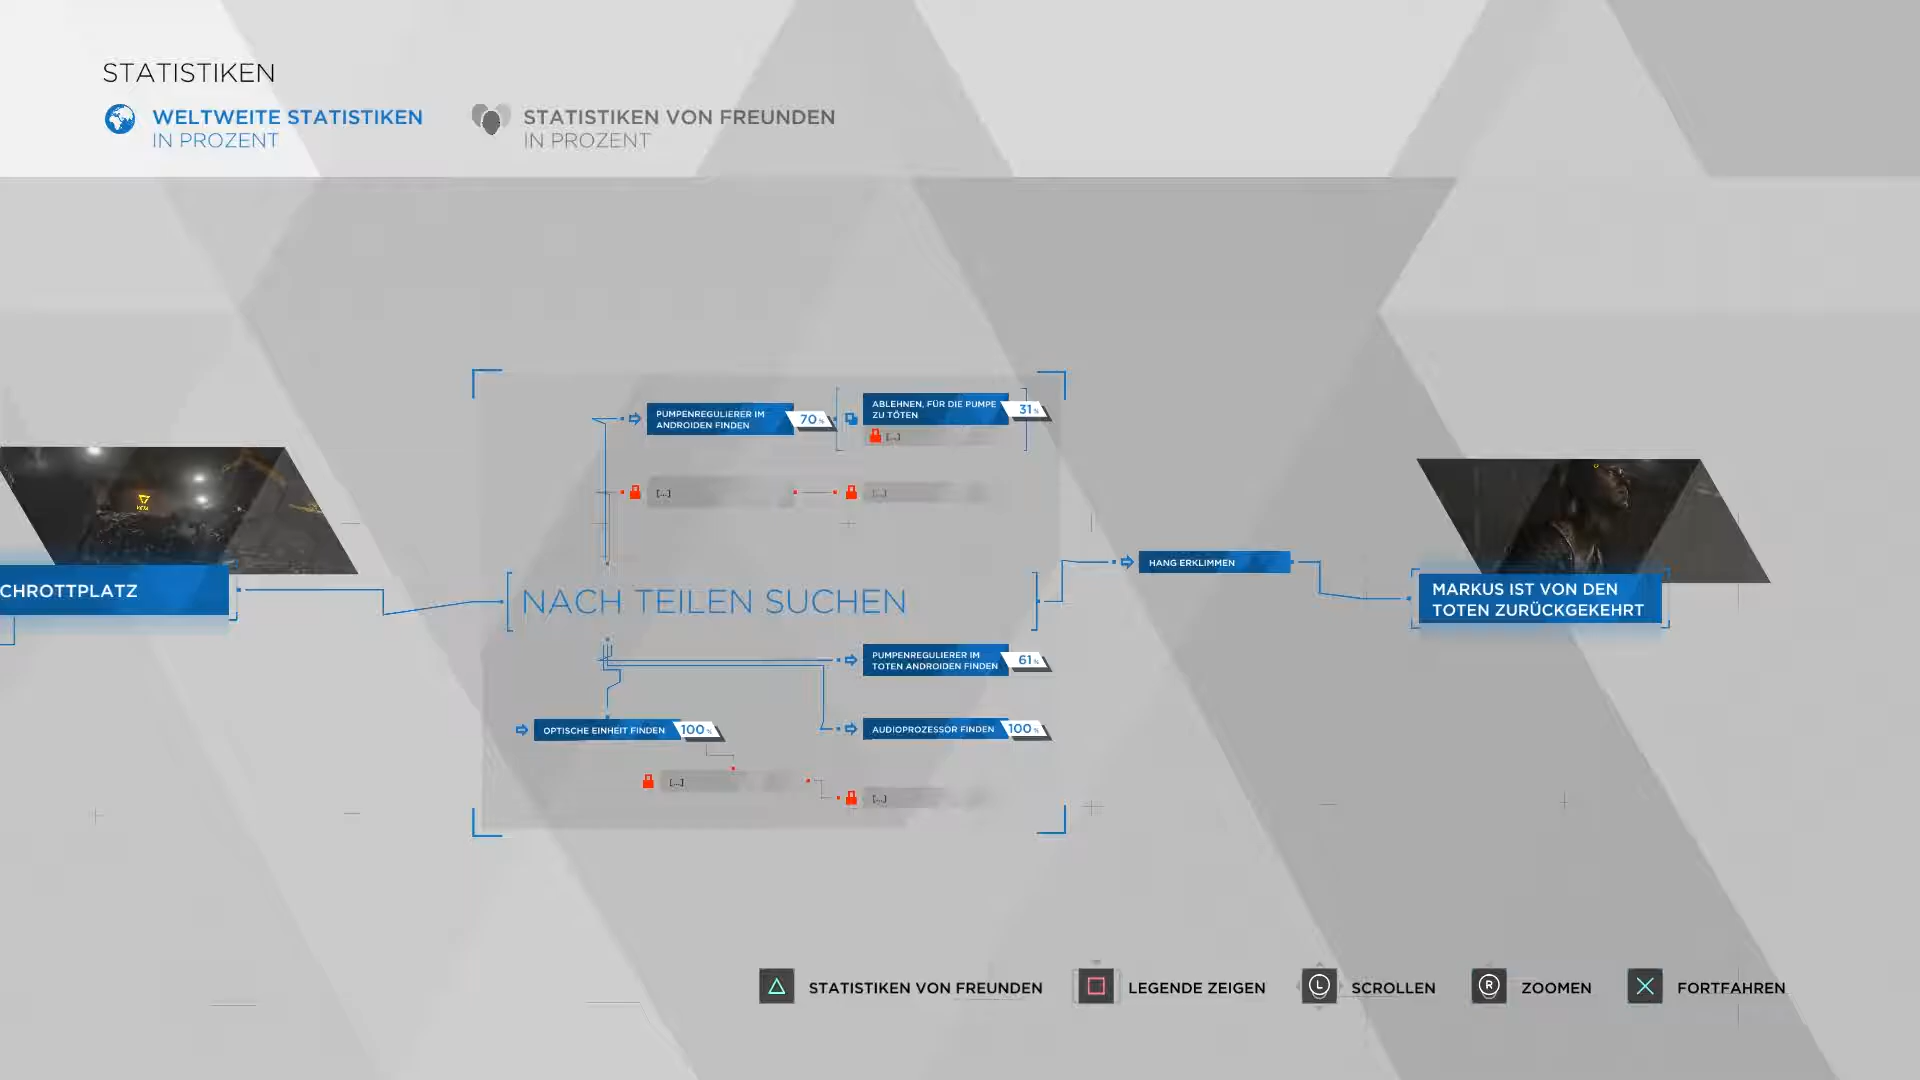 STATISTIKEN
WELTWEITE STATISTIKEN
IN PROZENT
STATISTIKEN VON FREUNDEN
IN PROZENT
PUMPENREGULIERER IM
ANDROIDEN FINDEN
70%
ABLEHNEN, FÜR DIE PUMPE
ZU TÖTEN
31%
[...]
[...]
[...]
CHROTTPLATZ
NACH TEILEN SUCHEN
HANG ERKLIMMEN
MARKUS IST VON DEN
TOTEN ZURÜCKGEKEHRT
PUMPENREGULIERER IM
TOTEN ANDROIDEN FINDEN
61%
OPTISCHE EINHEIT FINDEN
100%
AUDIOPROZESSOR FINDEN
100%
[...]
[...]
STATISTIKEN VON FREUNDEN
LEGENDE ZEIGEN
L
SCROLLEN
R
ZOOMEN
FORTFAHREN